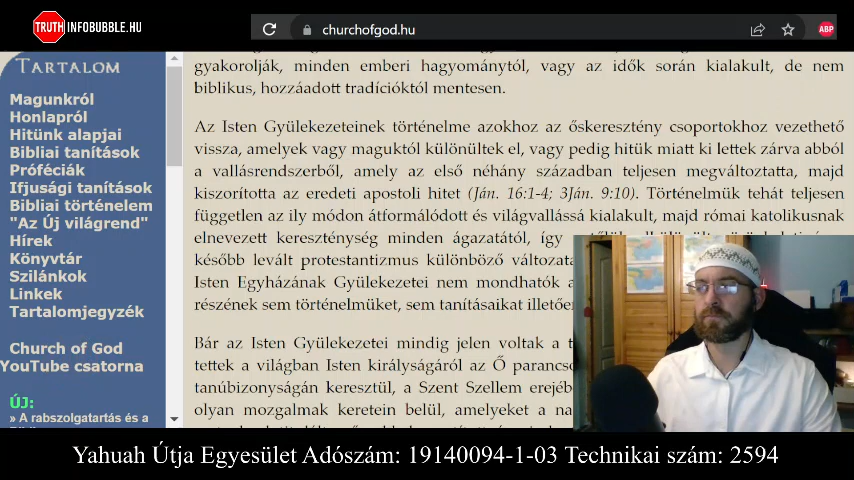 TRUTH INFOBUBBLE.HU
churchofgod.hu
ABP
TARTALOM
Magunkról
Honlapról
Hitünk alapjai
Bibliai tanítások
Próféciák
Ifjusági tanítások
Bibliai történelem
"Az Új világrend"
Hírek
Könyvtár
Szilánkok
Linkek
Tartalomjegyzék
Church of God
YouTube csatorna
ÚJ:
» A rabszolgatartás és a
gyakorolják, minden emberi hagyománytól, vagy az idők során kialakult, de nem
biblikus, hozzáadott tradícióktól mentesen.
Az Isten Gyülekezeteinek történelme azokhoz az őskeresztény csoportokhoz vezethető
vissza, amelyek vagy maguktól különültek el, vagy pedig hitük miatt ki lettek zárva abból
a vallásrendszerből, amely az első néhány században teljesen megváltoztatta, majd
kiszorította az eredeti apostoli hitet (Ján. 16:1-4; 3Ján. 9:10). Történelmük tehát teljesen
független az ily módon átformálódott és világvallássá kialakult, majd római katolikusnak
elnevezett kereszténység minden ágazatától, így
később levált protestantizmus különböző
Isten Egyházának Gyülekezetei nem mondhatók
részének sem történelmüket, sem tanításaikat
Bár az Isten Gyülekezetei mindig jelen voltak a
tettek a világban Isten királyságáról az Ő
tanúbizonyságán keresztül, a Szent Szellem
olyan mozgalmak keretein belül, amelyeket a
Yahuah Útja Egyesület Adószám: 19140094-1-03 Technikai szám: 2594